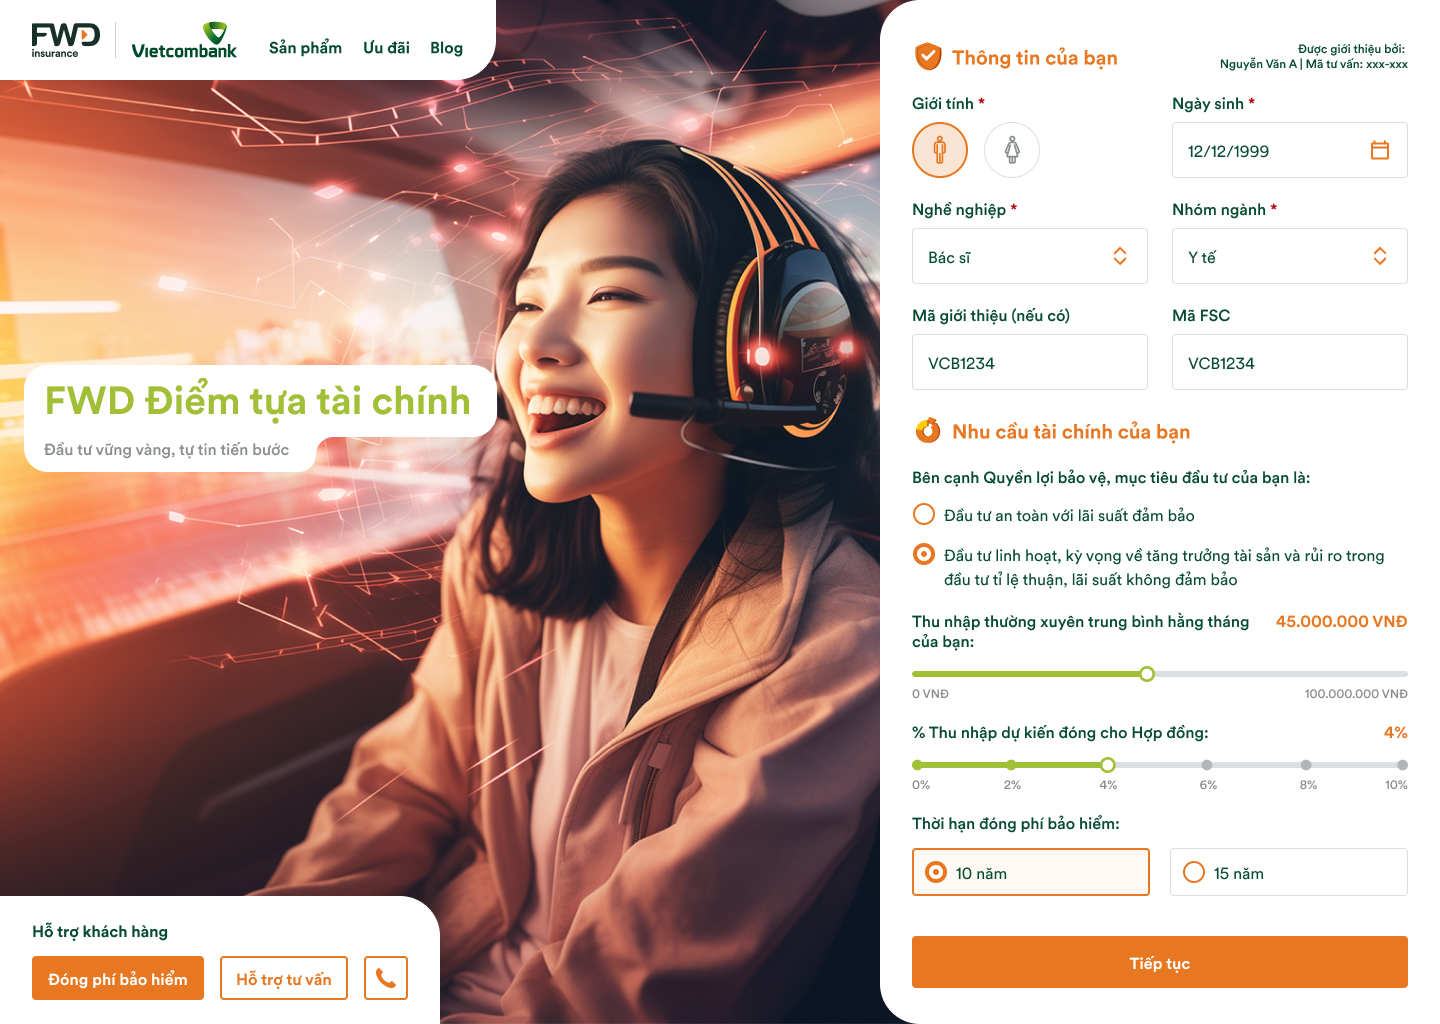 FWD
insurance
Vietcombank
Sản phẩm
Ưu đãi
Blog
FWD Điểm tựa tài chính
Đầu tư vững vàng, tự tin tiến bước
Hỗ trợ khách hàng
Đóng phí bảo hiểm
Hỗ trợ tư vấn
Thông tin của bạn
Được giới thiệu bởi:
Nguyễn Văn A | Mã tư vấn: xxx-xxx
Giới tính *
Ngày sinh *
12/12/1999
Nghề nghiệp *
Nhóm ngành *
Bác sĩ
Y tế
Mã giới thiệu (nếu có)
Mã FSC
VCB1234
VCB1234
Nhu cầu tài chính của bạn
Bên cạnh Quyền lợi bảo vệ, mục tiêu đầu tư của bạn là:
Đầu tư an toàn với lãi suất đảm bảo
Đầu tư linh hoạt, kỳ vọng về tăng trưởng tài sản và rủi ro trong
đầu tư tỉ lệ thuận, lãi suất không đảm bảo
Thu nhập thường xuyên trung bình hằng tháng
của bạn:
45.000.000 VNĐ
0 VNĐ
100.000.000 VNĐ
% Thu nhập dự kiến đóng cho Hợp đồng:
4%
0%
2%
4%
6%
8%
10%
Thời hạn đóng phí bảo hiểm:
10 năm
15 năm
Tiếp tục